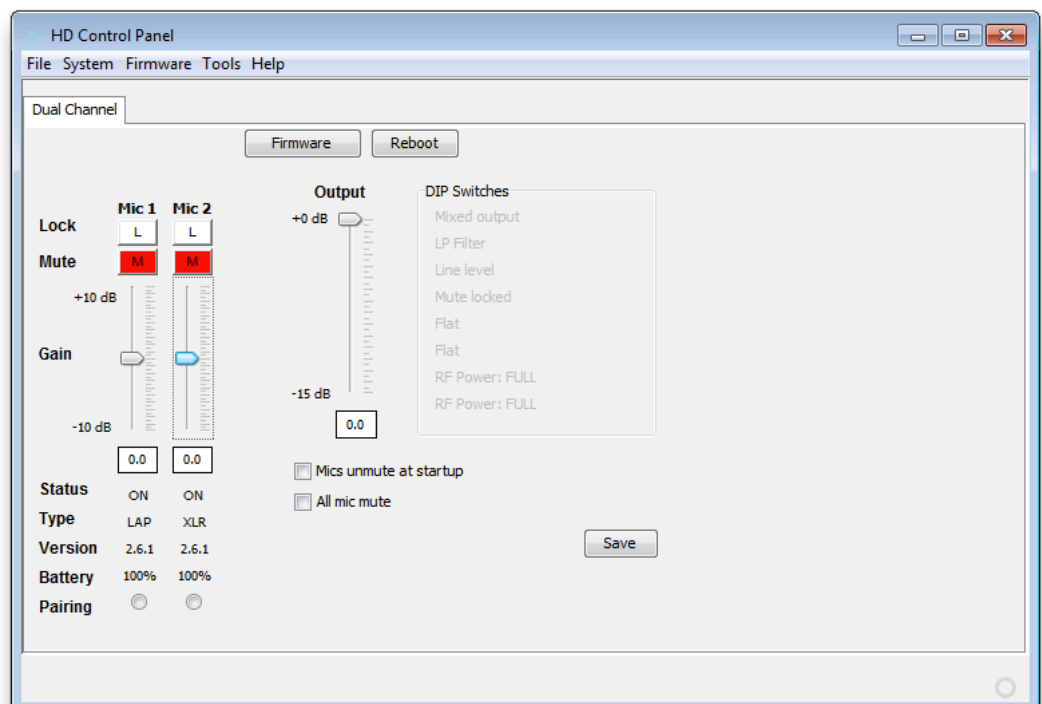 HD Control Panel
File System Firmware Tools Help
Dual Channel
Firmware Reboot
Output DIP Switches
Mic 1 Mic 2
+0 dB Mixed output
Lock L L
LP Filter
Mute M M
Line level
+10 dB Mute locked
Flat
Gain Flat
RF Power: FULL
-15 dB RF Power: FULL
-10 dB 0.0
0.0 0.0
Mics unmute at startup
Status ON ON
All mic mute
Type LAP XLR
Version 2.6.1 2.6.1
Save
Battery 100% 100%
Pairing